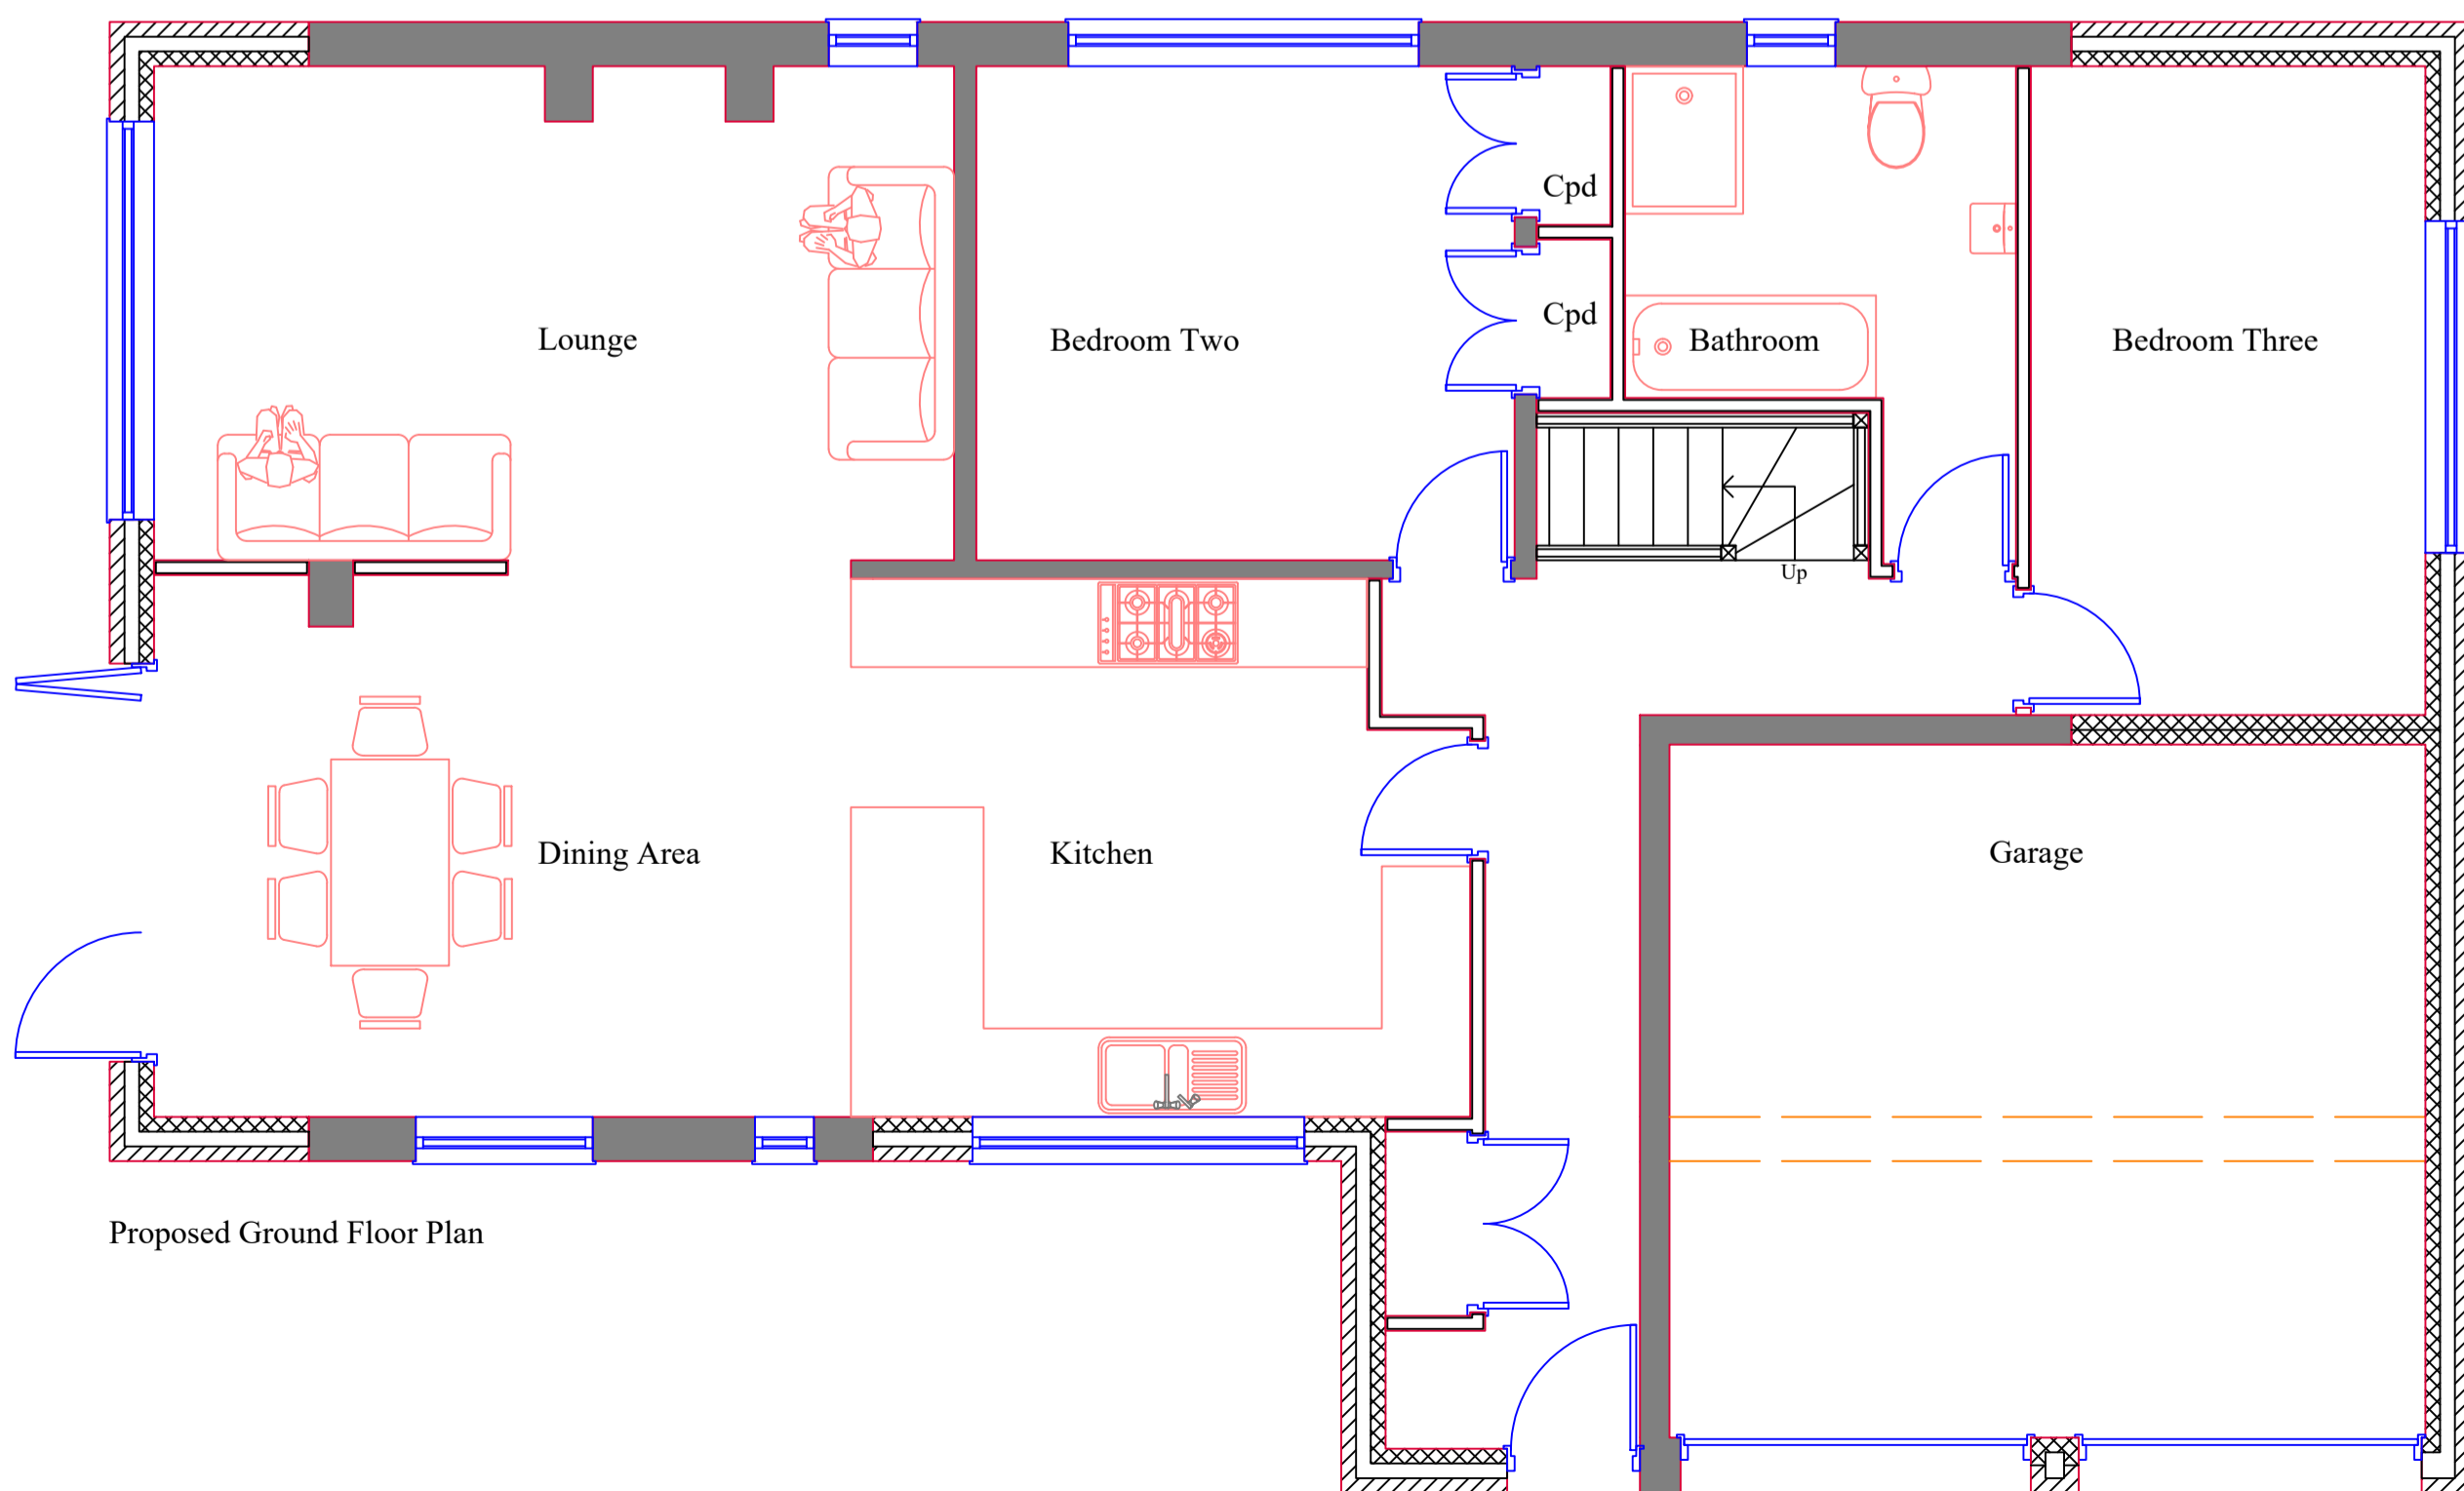 Cpd
Cpd
Lounge
Bedroom Two
Bathroom
Bedroom Three
Up
Dining Area
Kitchen
Garage
Proposed Ground Floor Plan